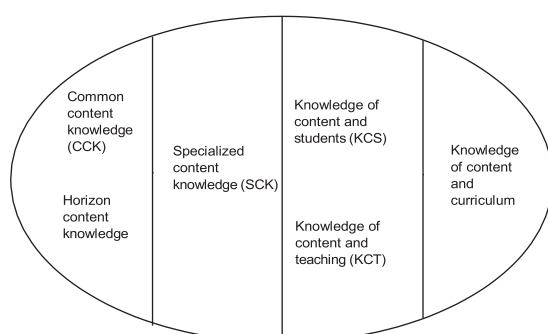 Common
content
knowledge
(CCK)
Horizon
content
knowledge
Specialized
content
knowledge (SCK)
Knowledge of
content and
students (KCS)
Knowledge of
content and
teaching (KCT)
Knowledge
of content
and
curriculum